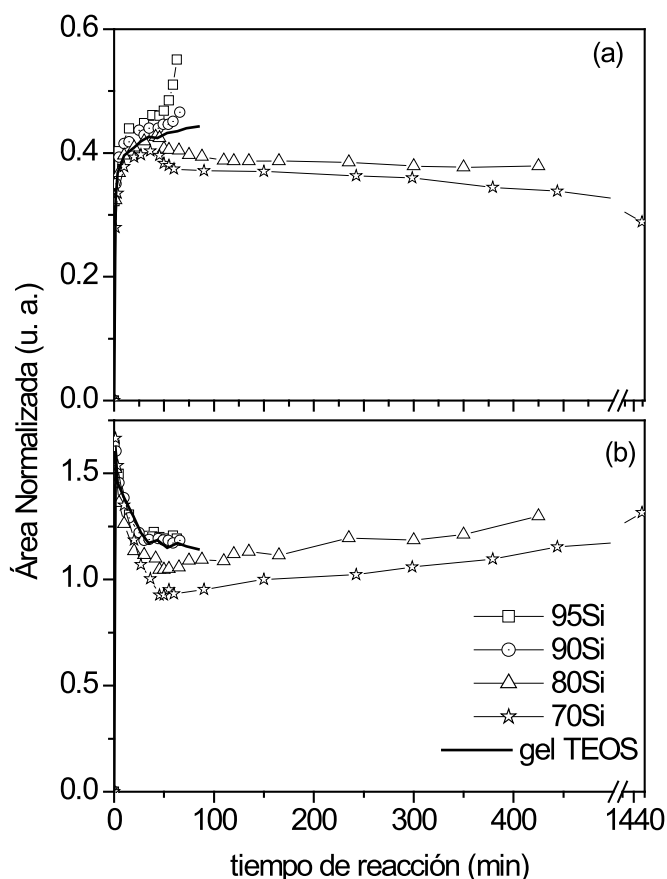 0.6
(a)
0.4
0.2
0.0
Área Normalizada (u. a.)
(b)
1.5
1.0
0.5
0.0
95Si
90Si
80Si
70Si
gel TEOS
0 100 200 300 400 1440
tiempo de reacción (min)